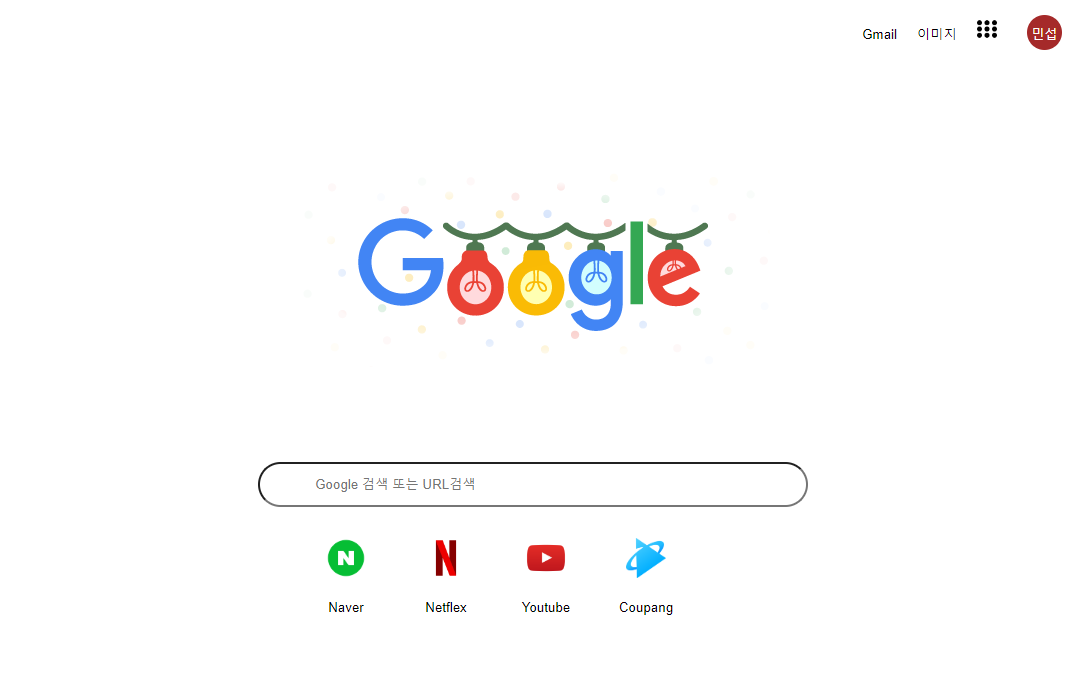 Gmail 이미지 민섭
Google
Google 검색 또는 URL검색
N N
Naver Netflex Youtube Coupang